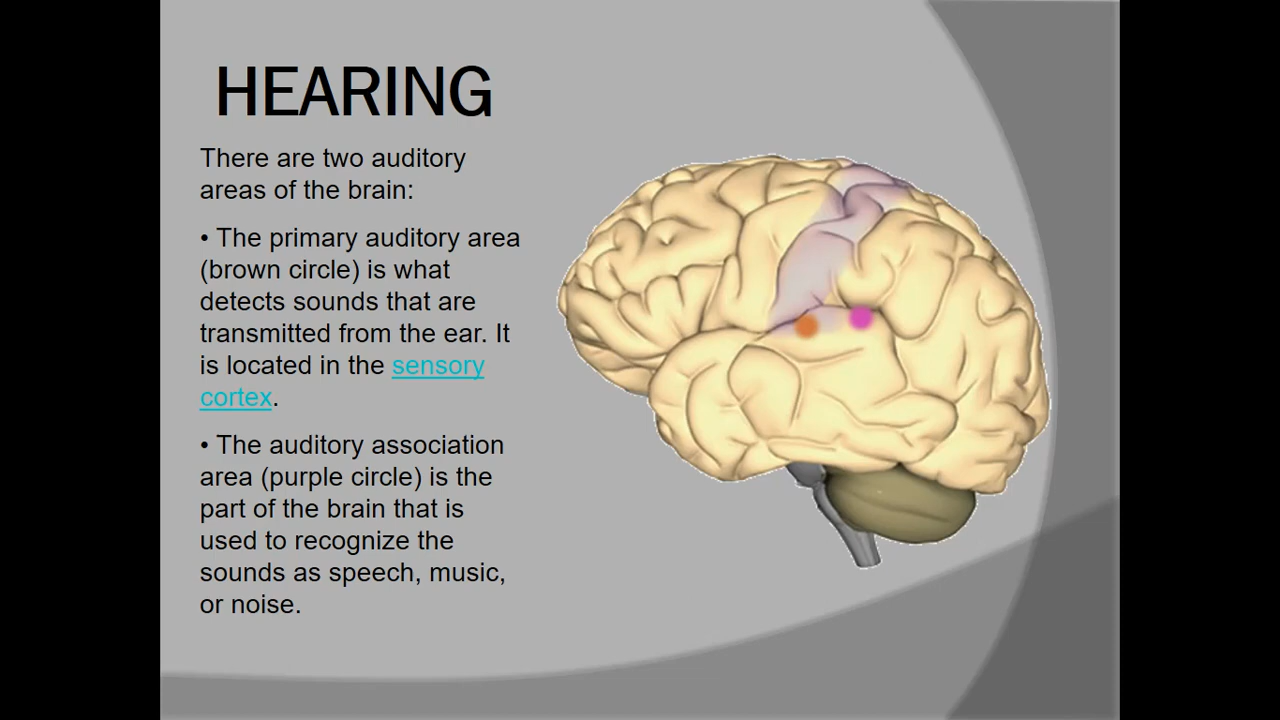 HEARING
There are two auditory
areas of the brain:
• The primary auditory area
(brown circle) is what
detects sounds that are
transmitted from the ear. It
is located in the sensory
cortex.
• The auditory association
area (purple circle) is the
part of the brain that is
used to recognize the
sounds as speech, music,
or noise.